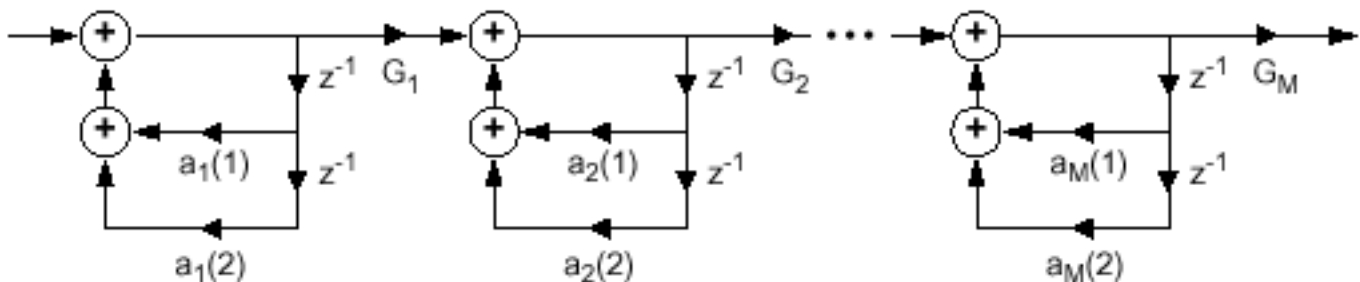 + G₁ + G₂ ... + G_M
z⁻¹ z⁻¹ z⁻¹
+ + +
a₁(1) a₂(1) a_M(1)
z⁻¹ z⁻¹ z⁻¹
a₁(2) a₂(2) a_M(2)